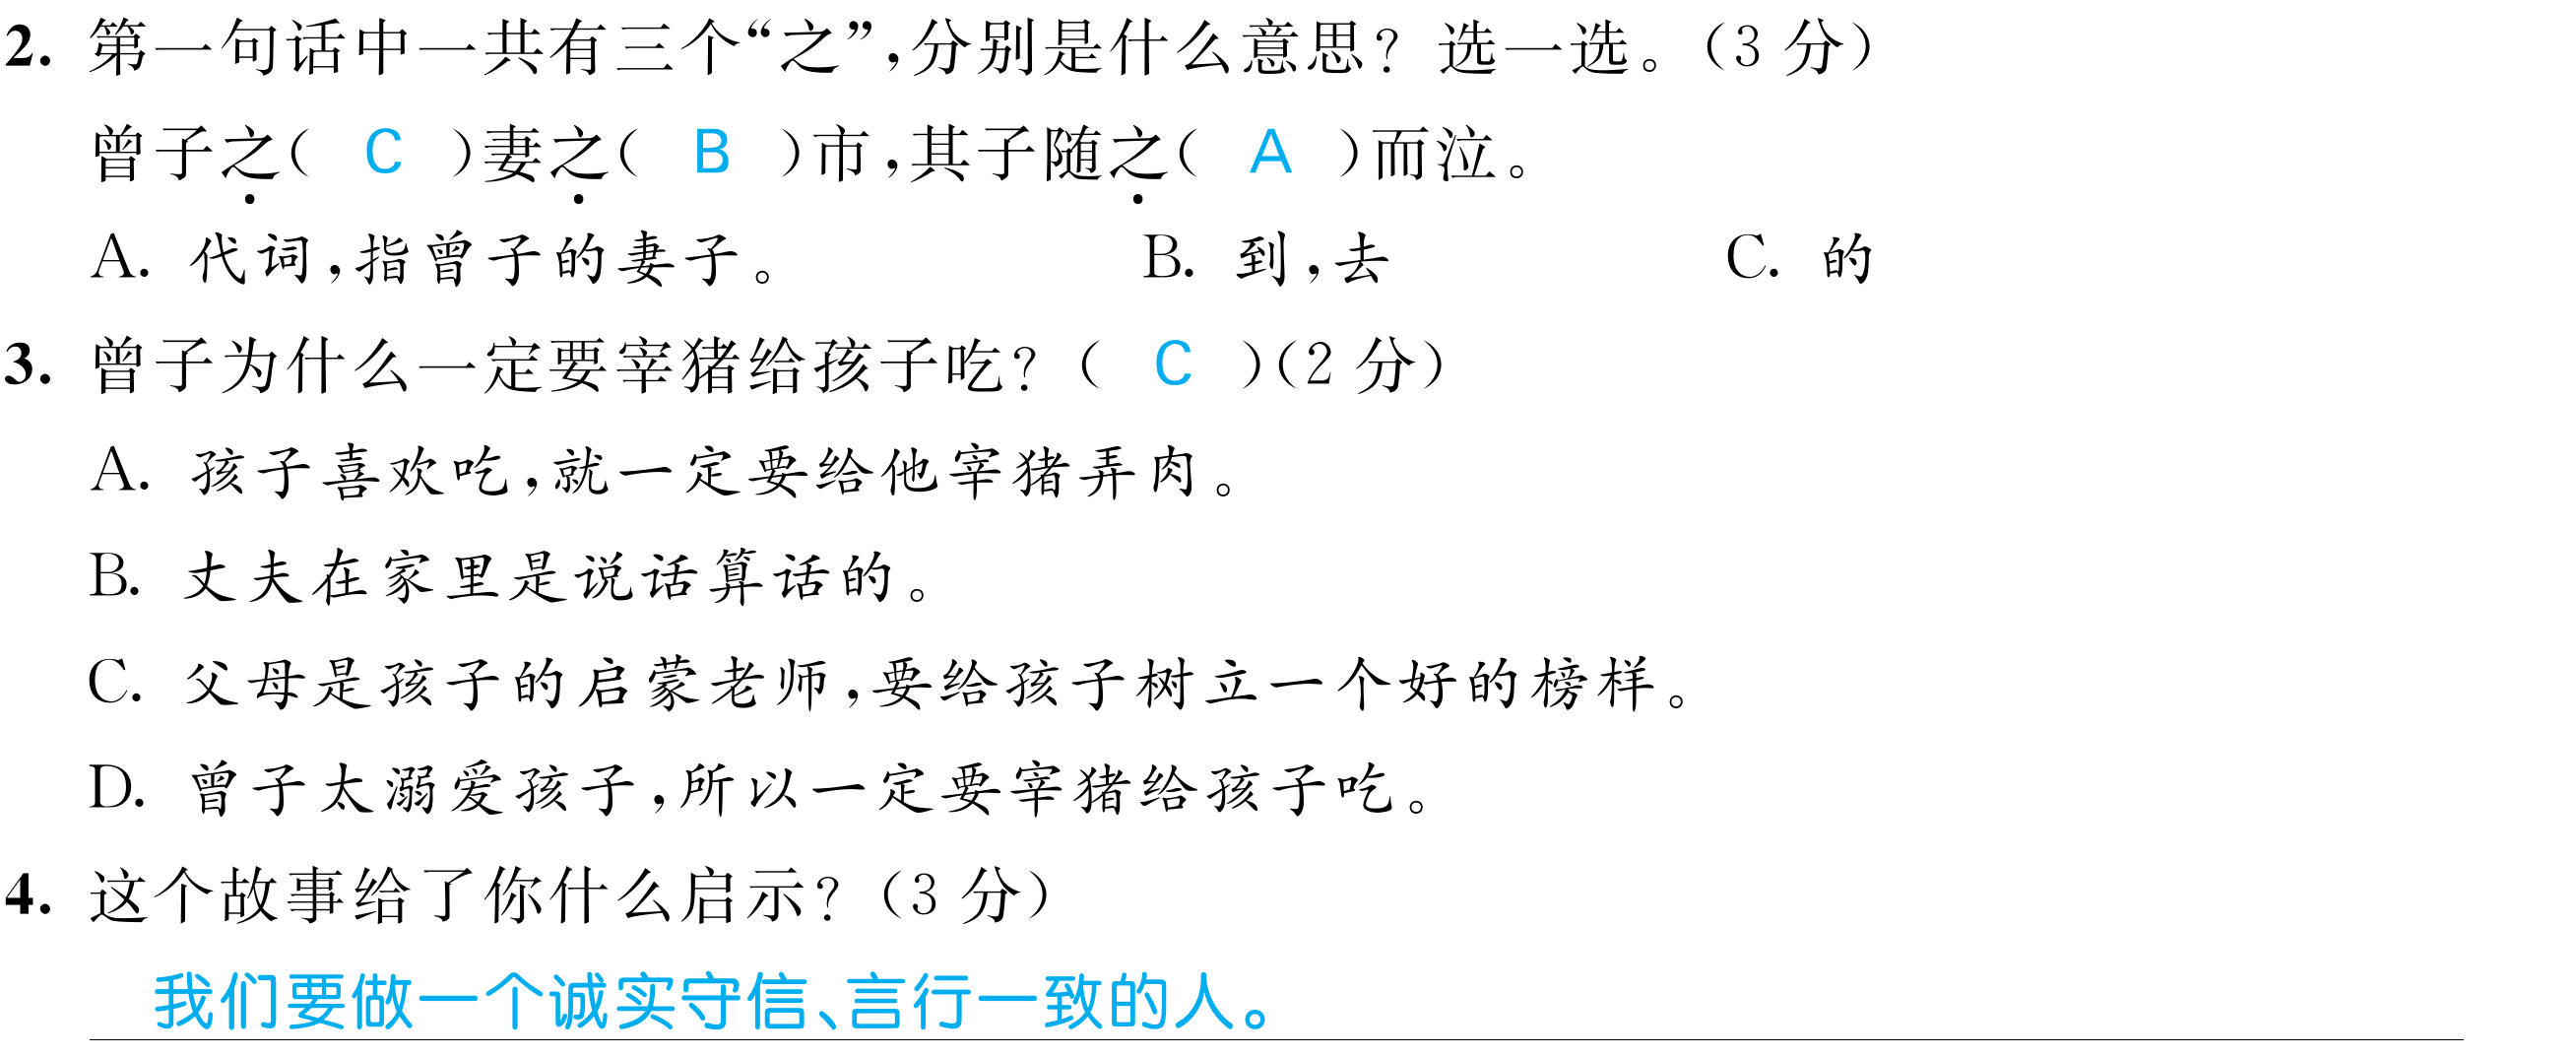 2. 第一句话中一共有三个“之”,分别是什么意思? 选一选。(3 分)
曾子之( C )妻之( B )市,其子随之( A )而泣。
A. 代词,指曾子的妻子。 B. 到,去 C. 的
3. 曾子为什么一定要宰猪给孩子吃? ( C )(2 分)
A. 孩子喜欢吃,就一定要给他宰猪弄肉。
B. 丈夫在家里是说话算话的。
C. 父母是孩子的启蒙老师,要给孩子树立一个好的榜样。
D. 曾子太溺爱孩子,所以一定要宰猪给孩子吃。
4. 这个故事给了你什么启示? (3 分)
我们要做一个诚实守信、言行一致的人。